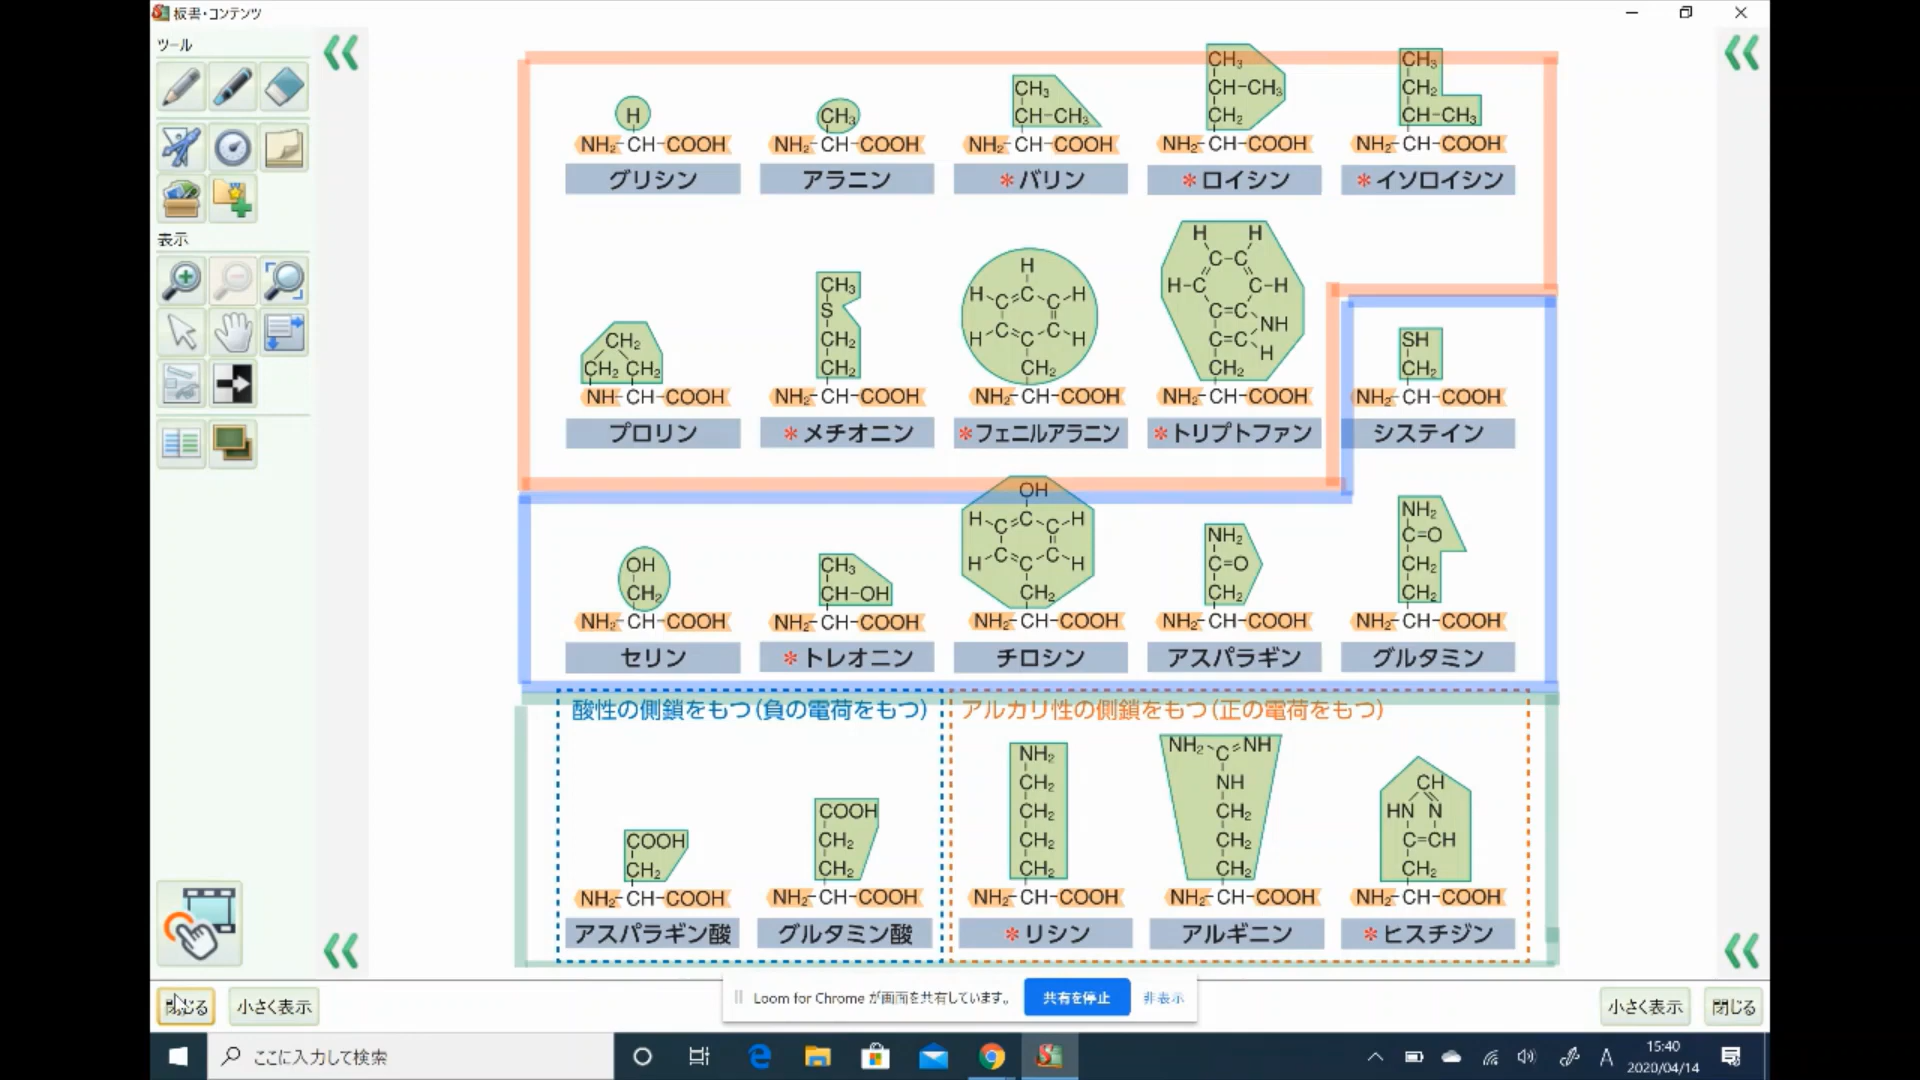 板書・コンテンツ
ツール
表示
H
NH₂-CH-COOH
グリシン
CH₃
NH₂-CH-COOH
アラニン
CH₃
CH-CH₃
NH₂-CH-COOH
*バリン
CH₃
CH-CH₃
CH₂
NH₂-CH-COOH
*ロイシン
CH₃
CH₂
CH-CH₃
NH₂-CH-COOH
*イソロイシン
CH₂
CH₂ CH₂
NH-CH-COOH
プロリン
CH₃
S
CH₂
CH₂
NH₂-CH-COOH
*メチオニン
H
H C C C H
H C C C H
CH₂
NH₂-CH-COOH
*フェニルアラニン
H H
C-C
H-C C-H
C=C NH
C=C H
CH₂
NH₂-CH-COOH
*トリプトファン
SH
CH₂
NH₂-CH-COOH
システイン
OH
CH₂
NH₂-CH-COOH
セリン
CH₃
CH-OH
NH₂-CH-COOH
*トレオニン
OH
H C C C H
H C C C H
CH₂
NH₂-CH-COOH
チロシン
NH₂
C=O
CH₂
NH₂-CH-COOH
アスパラギン
NH₂
C=O
CH₂
CH₂
NH₂-CH-COOH
グルタミン
酸性の側鎖をもつ(負の電荷をもつ)
COOH
CH₂
NH₂-CH-COOH
アスパラギン酸
COOH
CH₂
CH₂
NH₂-CH-COOH
グルタミン酸
アルカリ性の側鎖をもつ(正の電荷をもつ)
NH₂
CH₂
CH₂
CH₂
CH₂
NH₂-CH-COOH
*リシン
NH₂-C=NH
NH
CH₂
CH₂
CH₂
NH₂-CH-COOH
アルギニン
CH
HN N
C=CH
CH₂
NH₂-CH-COOH
*ヒスチジン
閉じる
小さく表示
Loom for Chrome が画面を共有しています。
共有を停止
非表示
小さく表示
閉じる
ここに入力して検索
A
15:40
2020/04/14